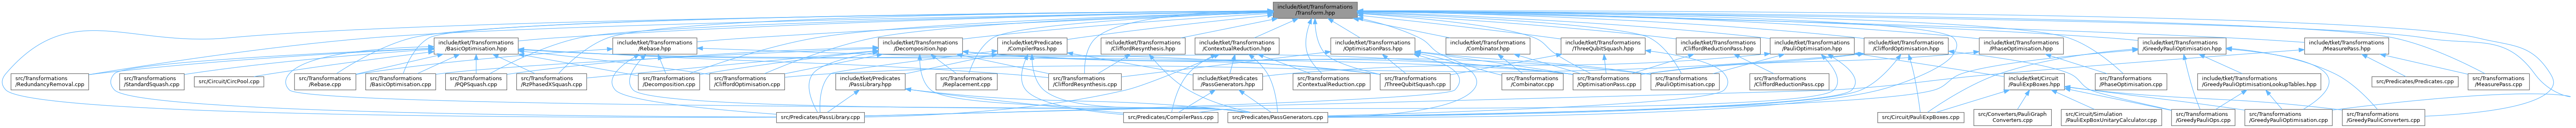 include/tket/Transformations
/Transform.hpp
include/tket/Transformations
/BasicOptimisation.hpp
include/tket/Transformations
/Rebase.hpp
include/tket/Transformations
/Decomposition.hpp
include/tket/Predicates
/CompilerPass.hpp
include/tket/Transformations
/CliffordResynthesis.hpp
include/tket/Transformations
/ContextualReduction.hpp
include/tket/Transformations
/OptimisationPass.hpp
include/tket/Transformations
/Combinator.hpp
include/tket/Transformations
/ThreeQubitSquash.hpp
include/tket/Transformations
/CliffordReductionPass.hpp
include/tket/Transformations
/PauliOptimisation.hpp
include/tket/Transformations
/CliffordOptimisation.hpp
include/tket/Transformations
/PhaseOptimisation.hpp
include/tket/Transformations
/GreedyPauliOptimisation.hpp
include/tket/Transformations
/MeasurePass.hpp
src/Transformations
/RedundancyRemoval.cpp
src/Transformations
/StandardSquash.cpp
src/Circuit/CircPool.cpp
src/Transformations
/Rebase.cpp
src/Transformations
/BasicOptimisation.cpp
src/Transformations
/PQPSquash.cpp
src/Transformations
/RzPhasedXSquash.cpp
src/Transformations
/Decomposition.cpp
src/Transformations
/CliffordOptimisation.cpp
include/tket/Predicates
/PassLibrary.hpp
src/Transformations
/Replacement.cpp
src/Transformations
/CliffordResynthesis.cpp
include/tket/Predicates
/PassGenerators.hpp
src/Transformations
/ContextualReduction.cpp
src/Transformations
/ThreeQubitSquash.cpp
src/Transformations
/Combinator.cpp
src/Transformations
/OptimisationPass.cpp
src/Transformations
/PauliOptimisation.cpp
src/Transformations
/CliffordReductionPass.cpp
include/tket/Circuit
/PauliExpBoxes.hpp
src/Transformations
/PhaseOptimisation.cpp
include/tket/Transformations
/GreedyPauliOptimisationLookupTables.hpp
src/Predicates/Predicates.cpp
src/Transformations
/MeasurePass.cpp
src/Predicates/PassLibrary.cpp
src/Predicates/CompilerPass.cpp
src/Predicates/PassGenerators.cpp
src/Circuit/PauliExpBoxes.cpp
src/Converters/PauliGraph
Converters.cpp
src/Circuit/Simulation
/PauliExpBoxUnitaryCalculator.cpp
src/Transformations
/GreedyPauliOps.cpp
src/Transformations
/GreedyPauliOptimisation.cpp
src/Transformations
/GreedyPauliConverters.cpp